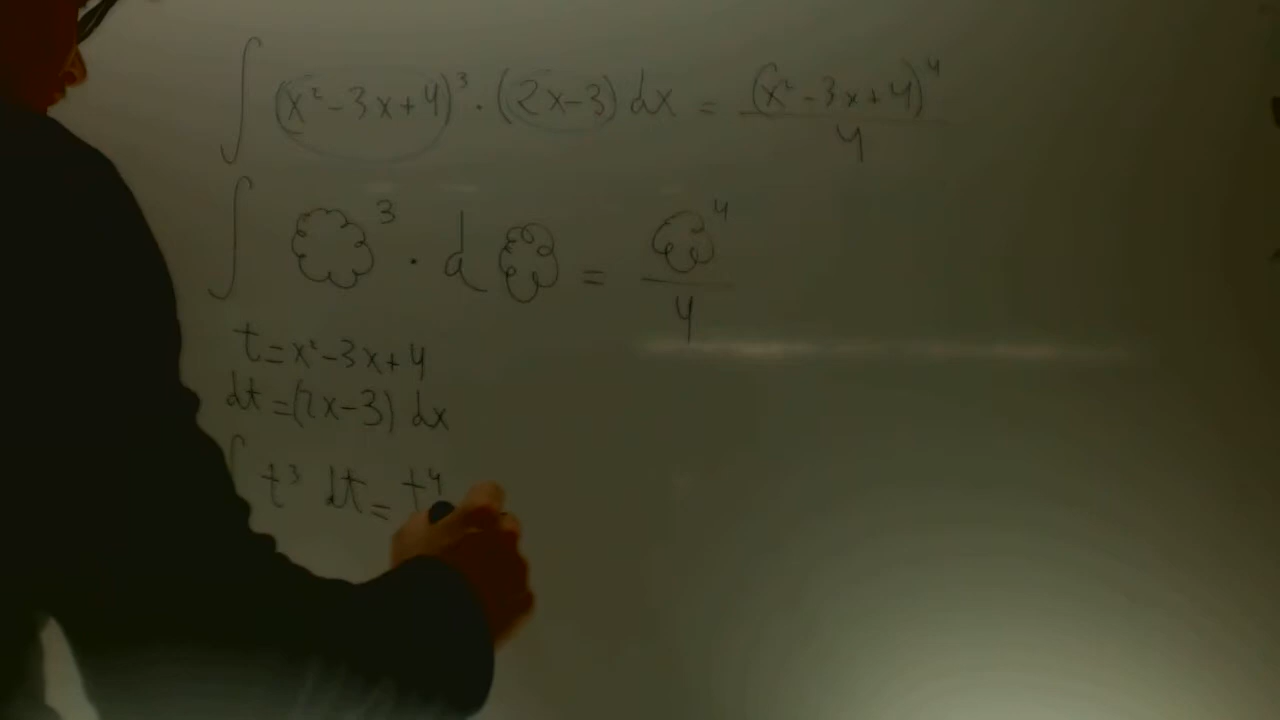 ∫ (x²-3x+4)³ · (2x-3) dx = (x²-3x+4)⁴ / 4
∫ ³ · d = ⁴ / 4
t = x²-3x+4
dt = (2x-3) dx
∫ t³ dt = t⁴